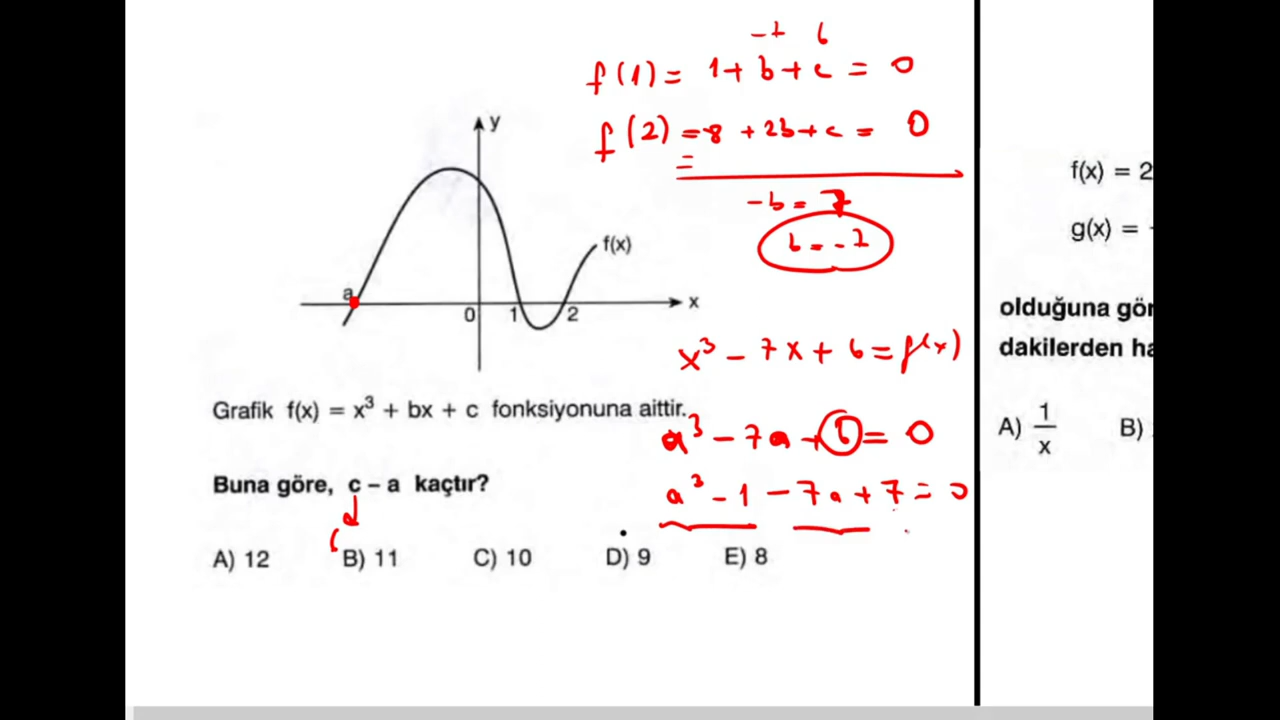 -7 6
f(1) = 1 + b + c = 0
f(2) = 8 + 2b + c = 0
-b = 7
b = -7
y
f(x)
a
0 1 2 x
x³ - 7x + 6 = f(x)
Grafik f(x) = x³ + bx + c fonksiyonuna aittir.
a³ - 7a + 6 = 0
Buna göre, c – a kaçtır?
a³ - 1 - 7a + 7 = 0
6
A) 12 B) 11 C) 10 D) 9 E) 8
f(x) = 2
g(x) =
olduğuna gör
dakilerden ha
A) 1/x B)